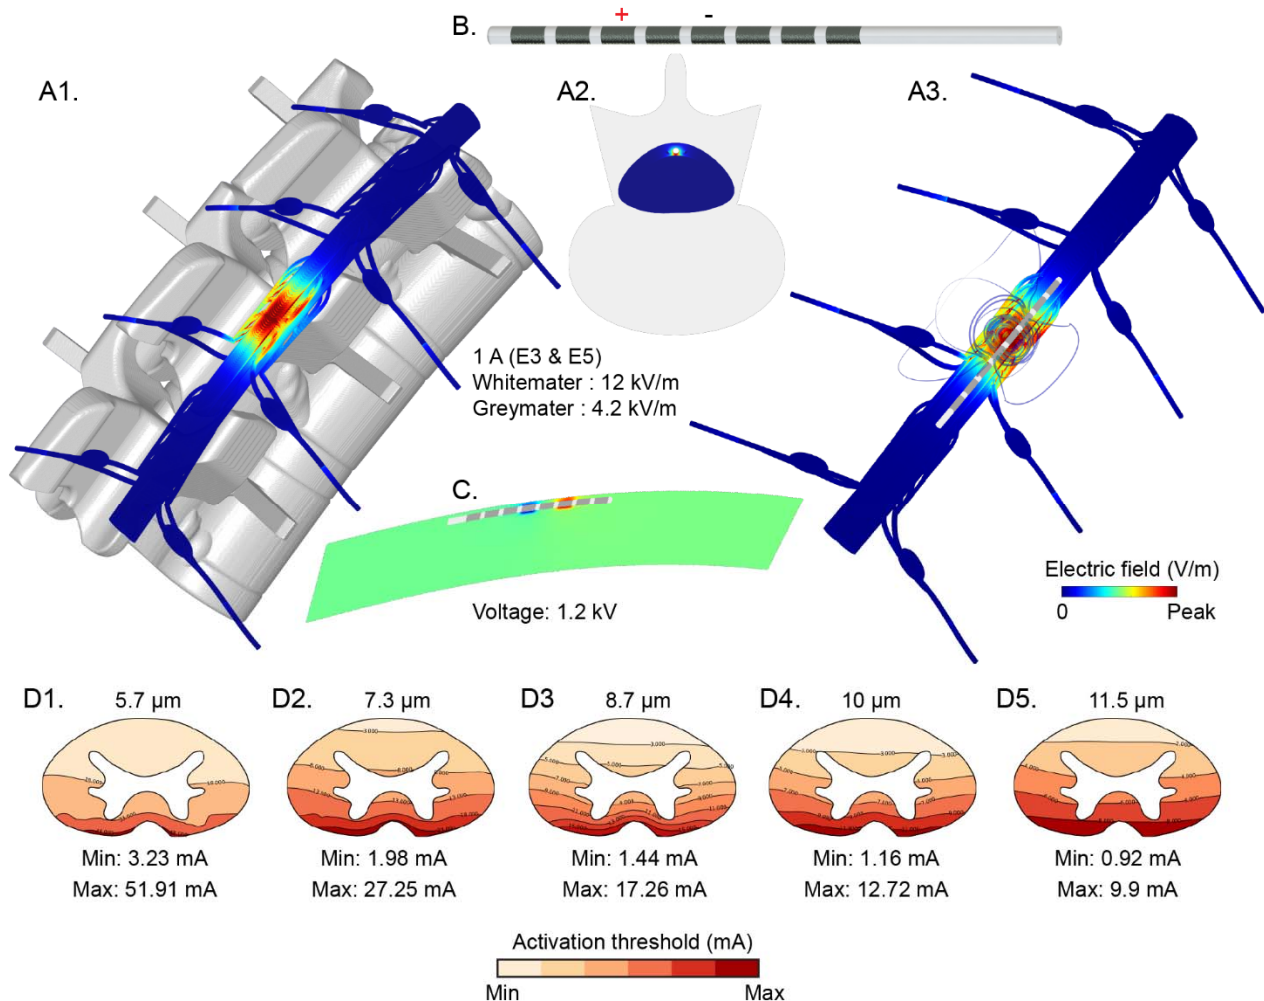 B.
+
-
A1.
A2.
A3.
1 A (E3 & E5)
Whitemater : 12 kV/m
Greymater : 4.2 kV/m
C.
Voltage: 1.2 kV
Electric field (V/m)
0 Peak
D1. 5.7 µm
D2. 7.3 µm
D3 8.7 µm
D4. 10 µm
D5. 11.5 µm
Min: 3.23 mA
Max: 51.91 mA
Min: 1.98 mA
Max: 27.25 mA
Min: 1.44 mA
Max: 17.26 mA
Min: 1.16 mA
Max: 12.72 mA
Min: 0.92 mA
Max: 9.9 mA
Activation threshold (mA)
Min Max